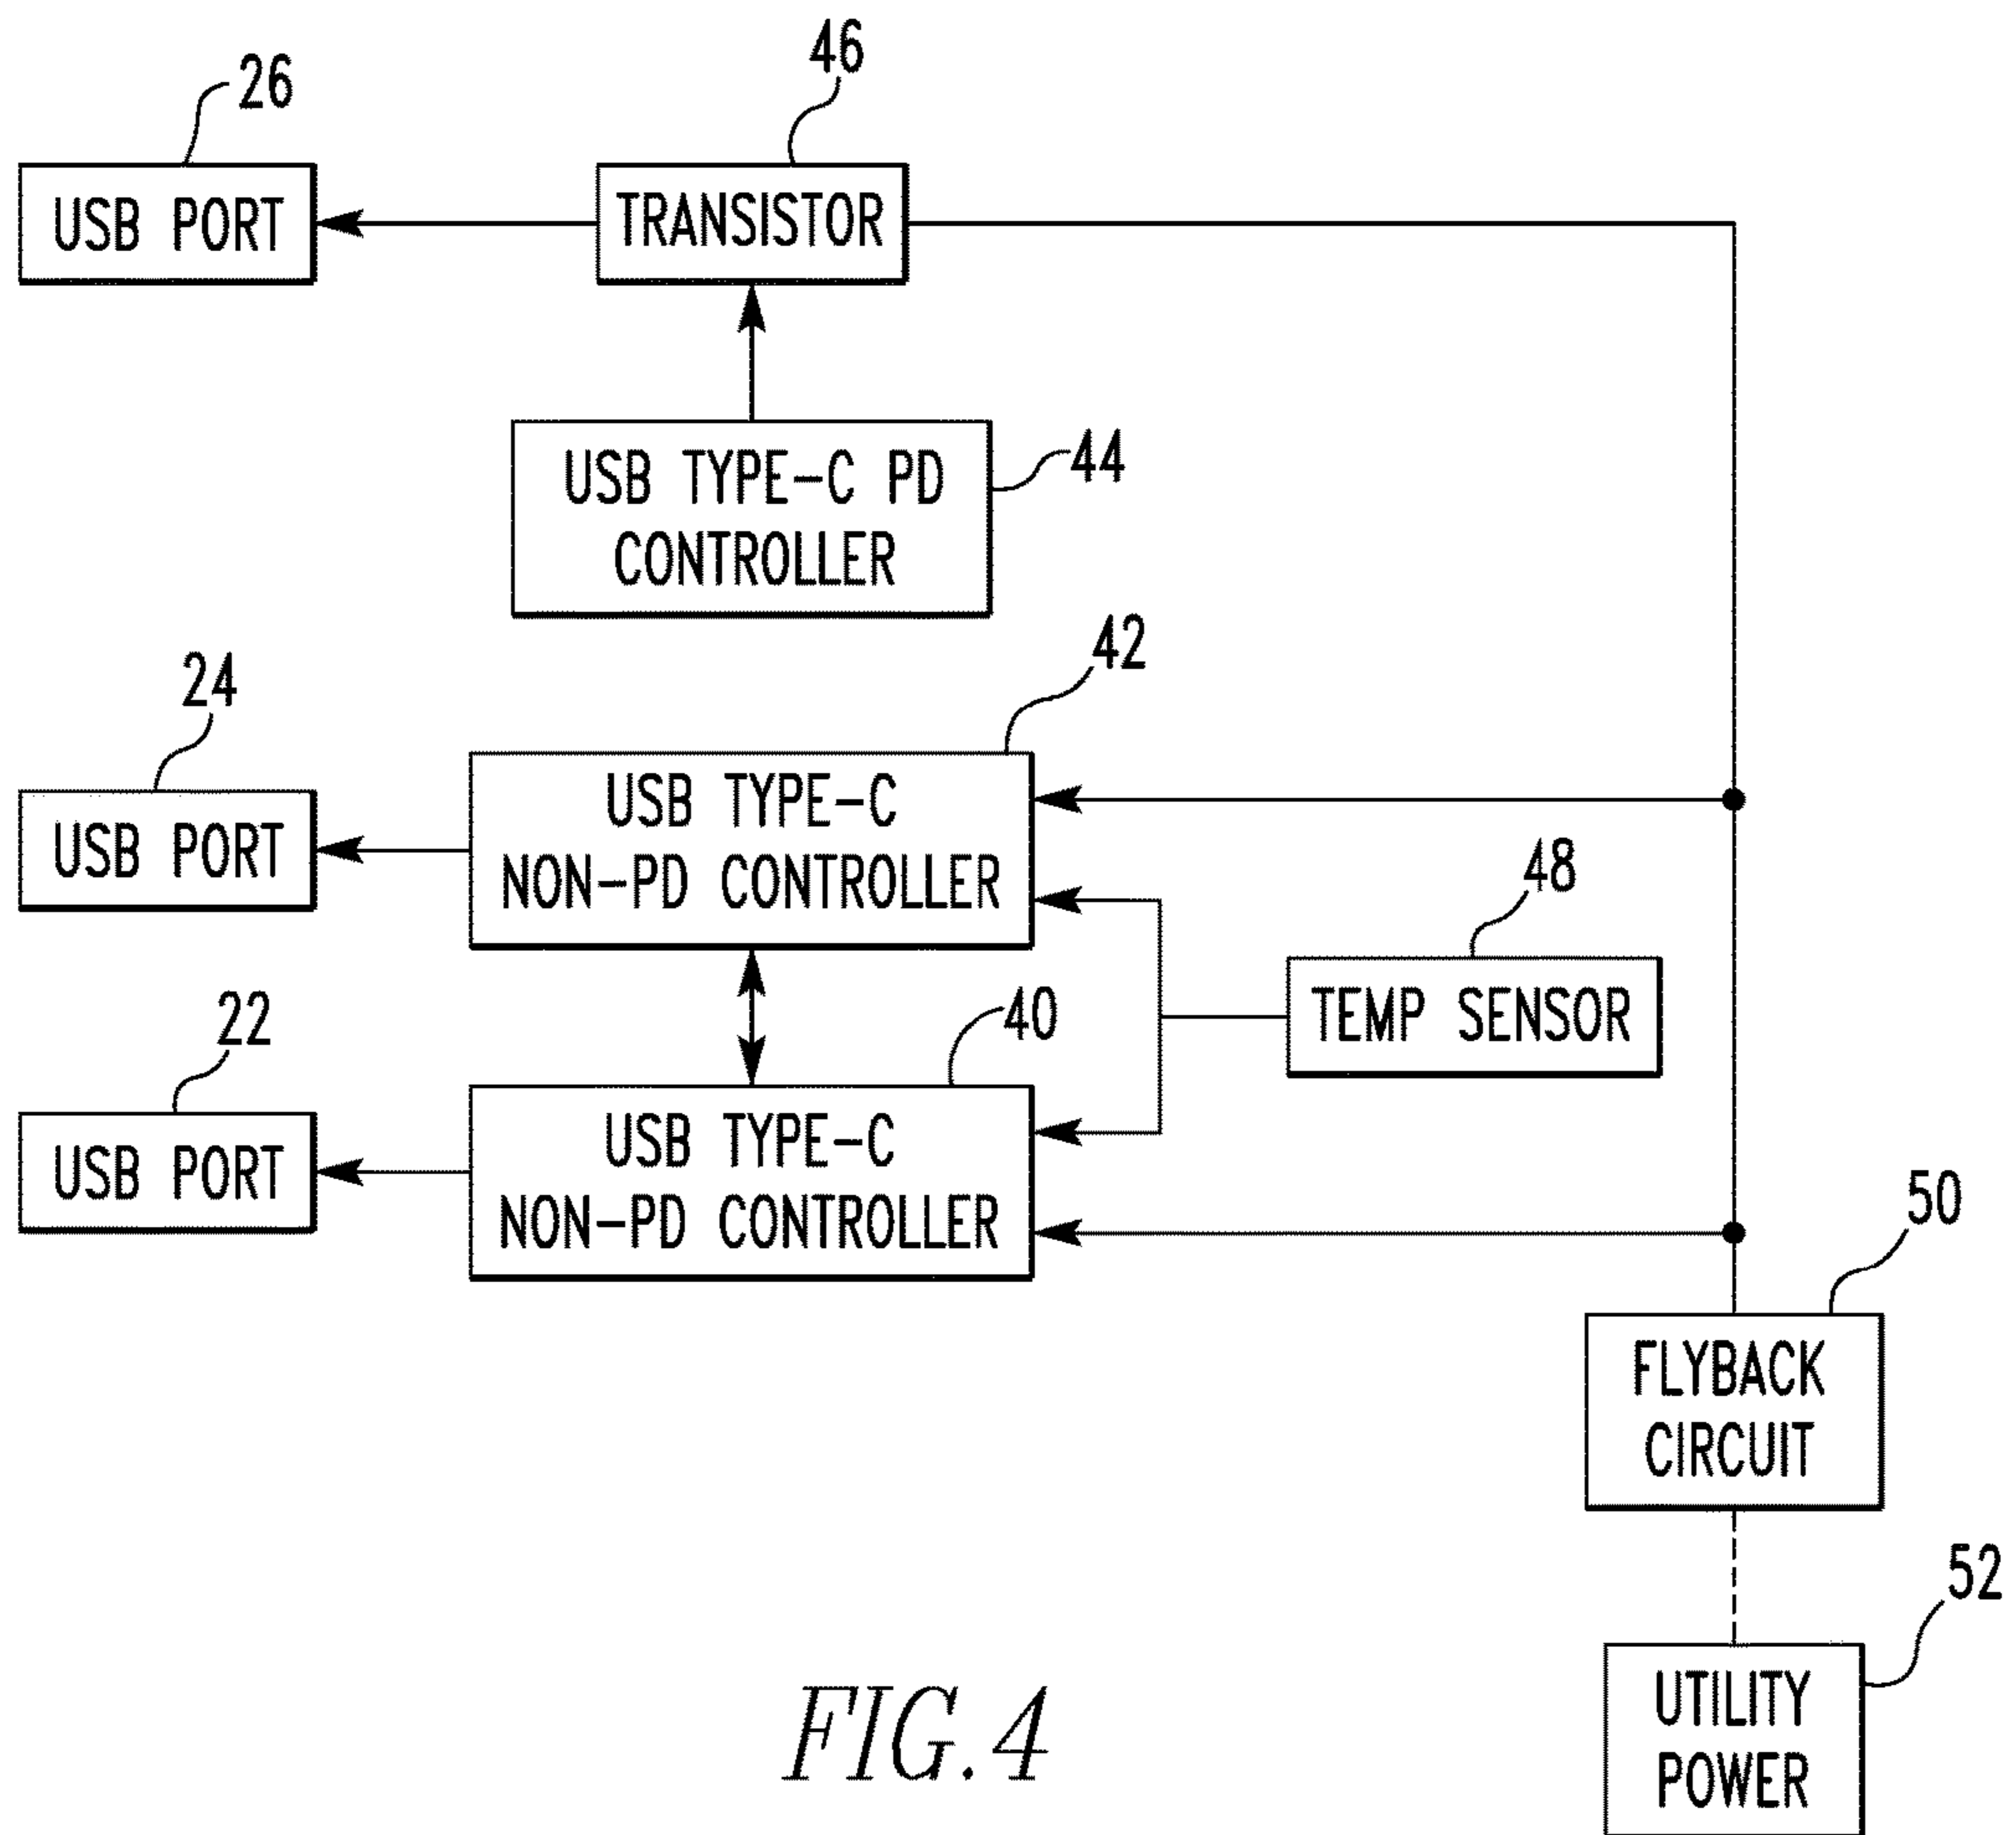 46
26
USB PORT
TRANSISTOR
44
USB TYPE-C PD
CONTROLLER
42
24
USB TYPE-C
NON-PD CONTROLLER
USB PORT
48
TEMP SENSOR
22
40
USB TYPE-C
NON-PD CONTROLLER
USB PORT
50
FLYBACK
CIRCUIT
52
UTILITY
POWER
FIG.4